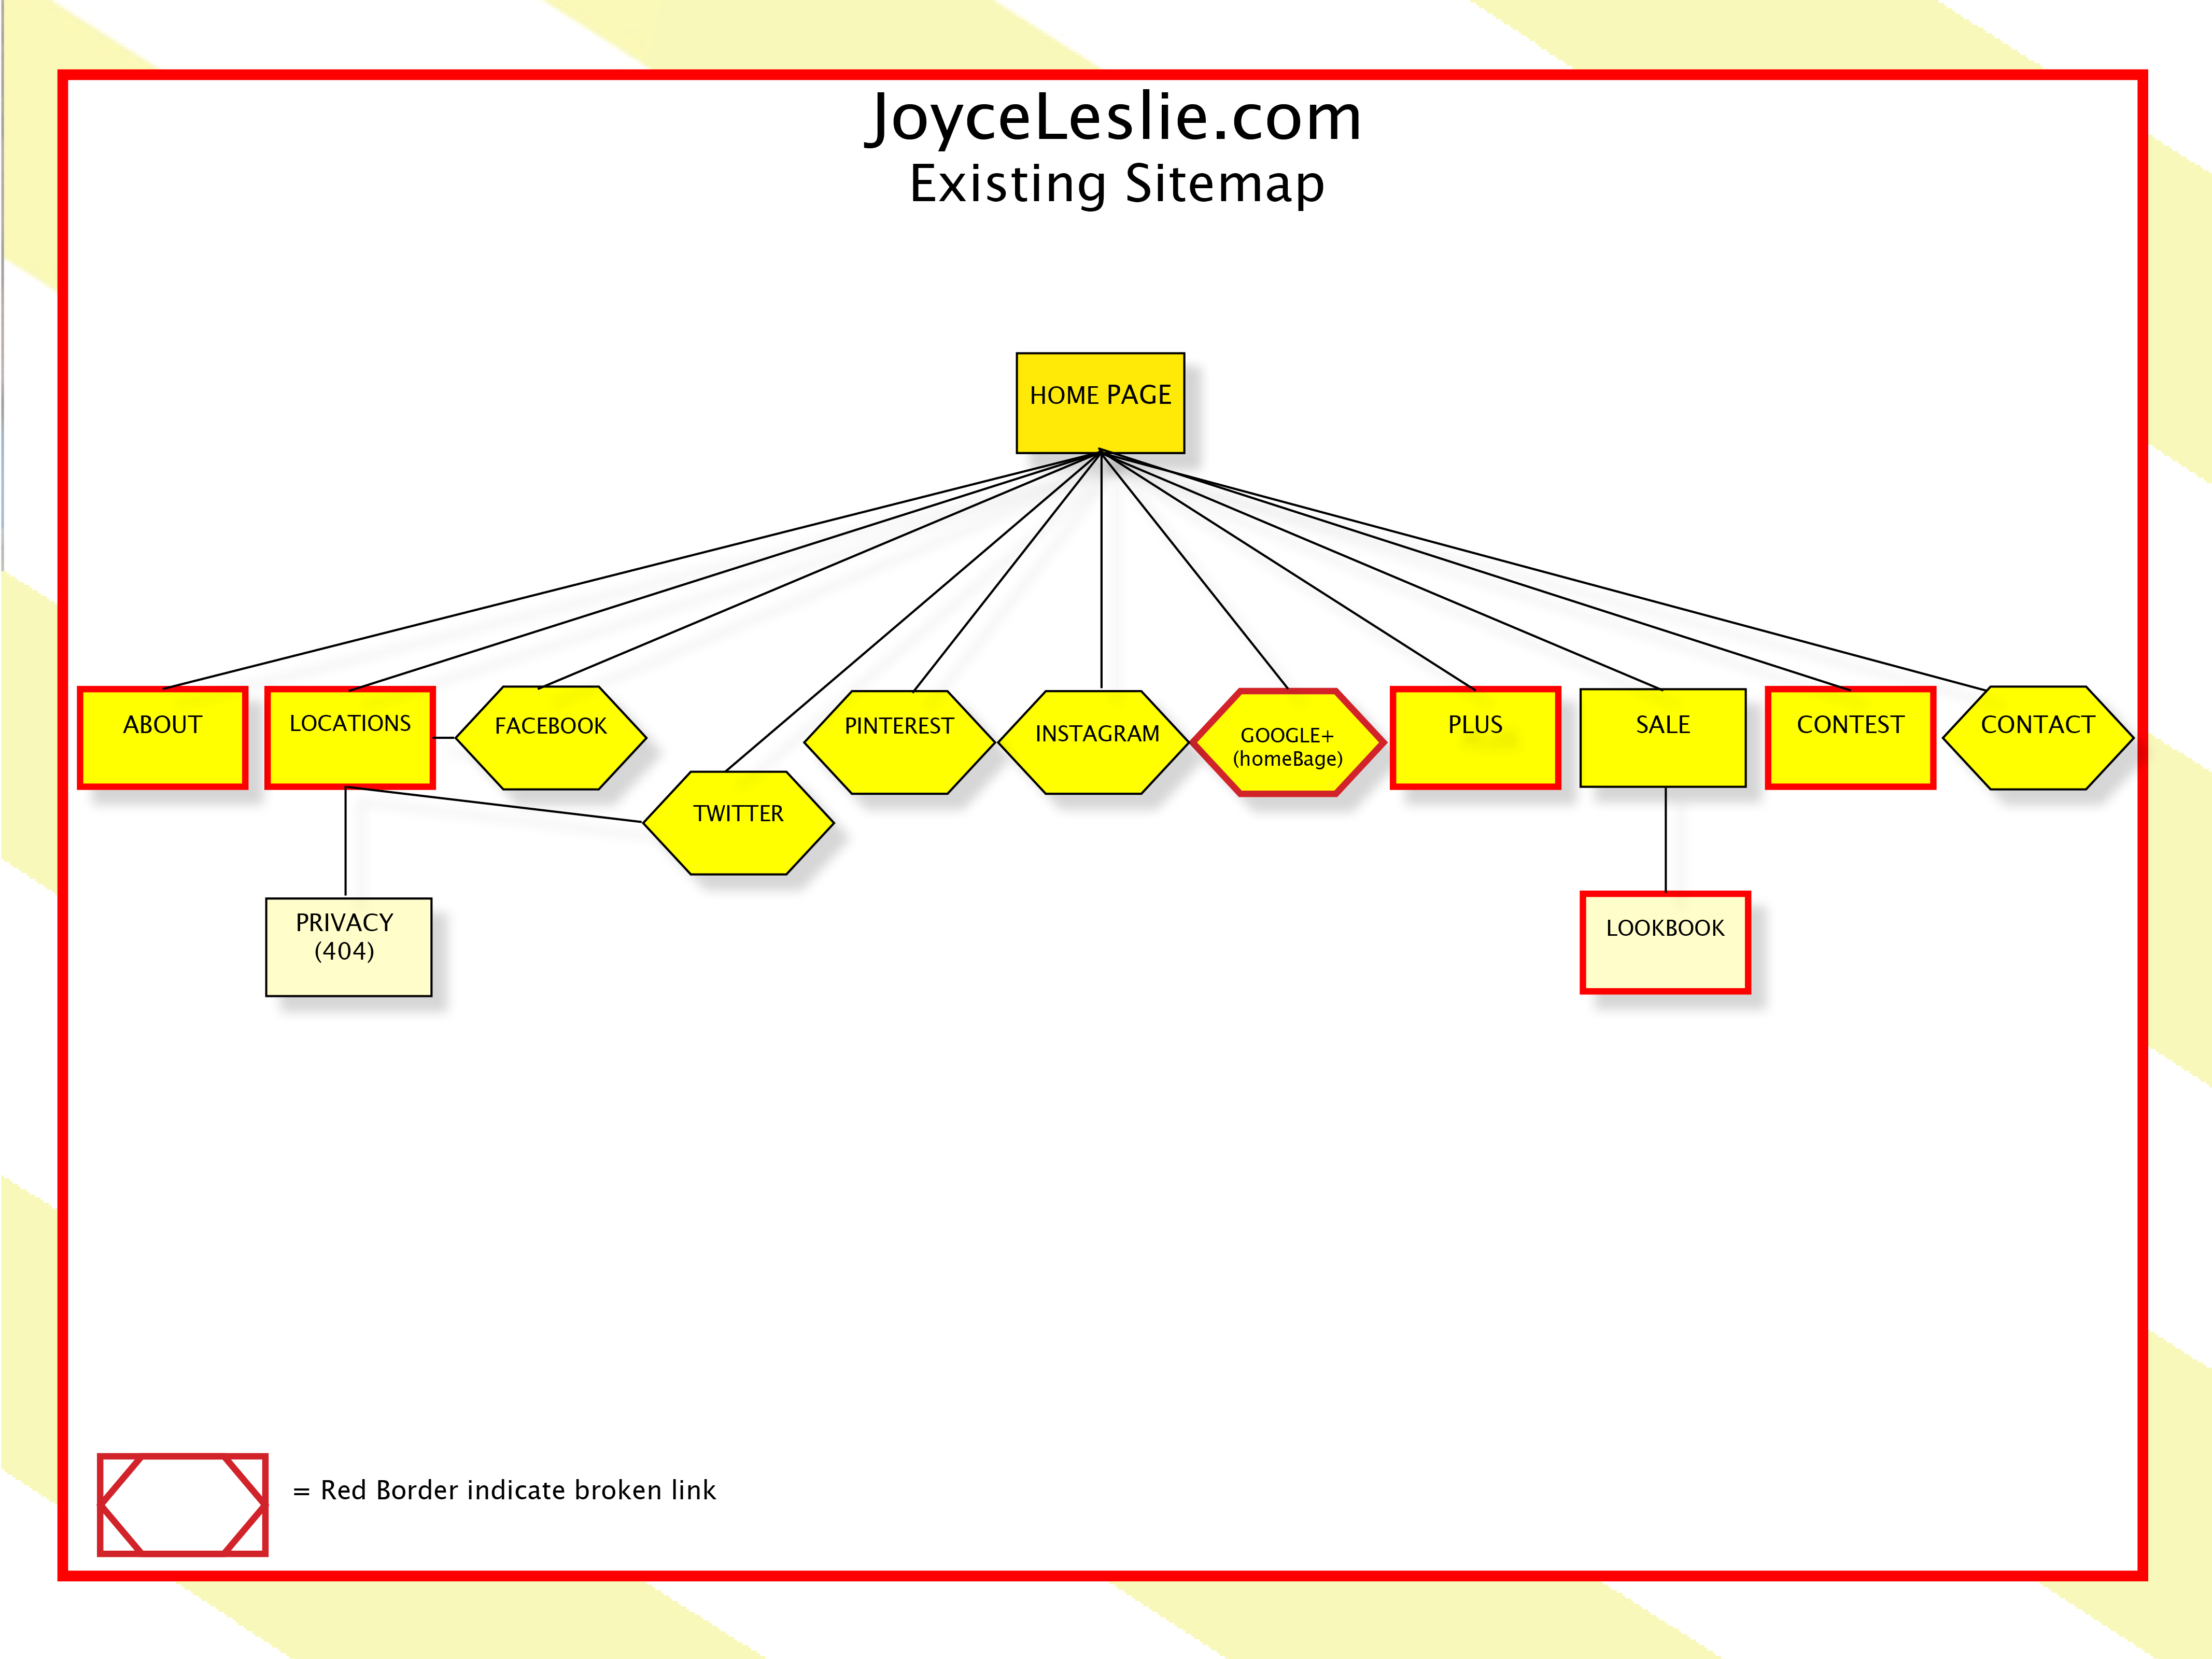 JoyceLeslie.com
Existing Sitemap
HOME PAGE
ABOUT
LOCATIONS
FACEBOOK
TWITTER
PINTEREST
INSTAGRAM
GOOGLE+
(homeBage)
PLUS
SALE
CONTEST
CONTACT
PRIVACY
(404)
LOOKBOOK
= Red Border indicate broken link